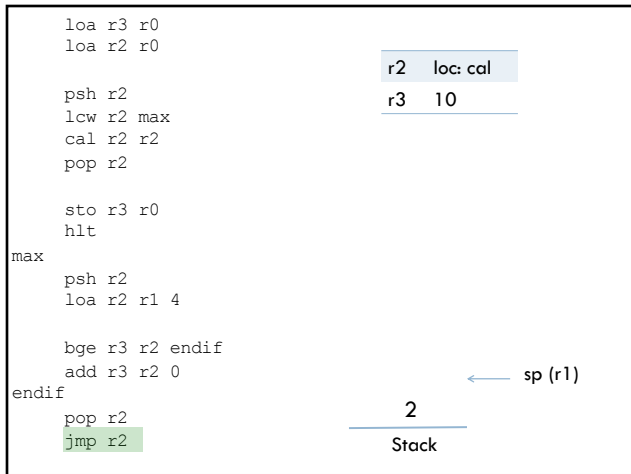 loa r3 r0
loa r2 r0
psh r2
lcw r2 max
cal r2 r2
pop r2
sto r3 r0
hlt
max
psh r2
loa r2 r1 4
bge r3 r2 endif
add r3 r2 0
endif
pop r2
jmp r2
r2 loc: cal
r3 10
sp (r1)
2
Stack